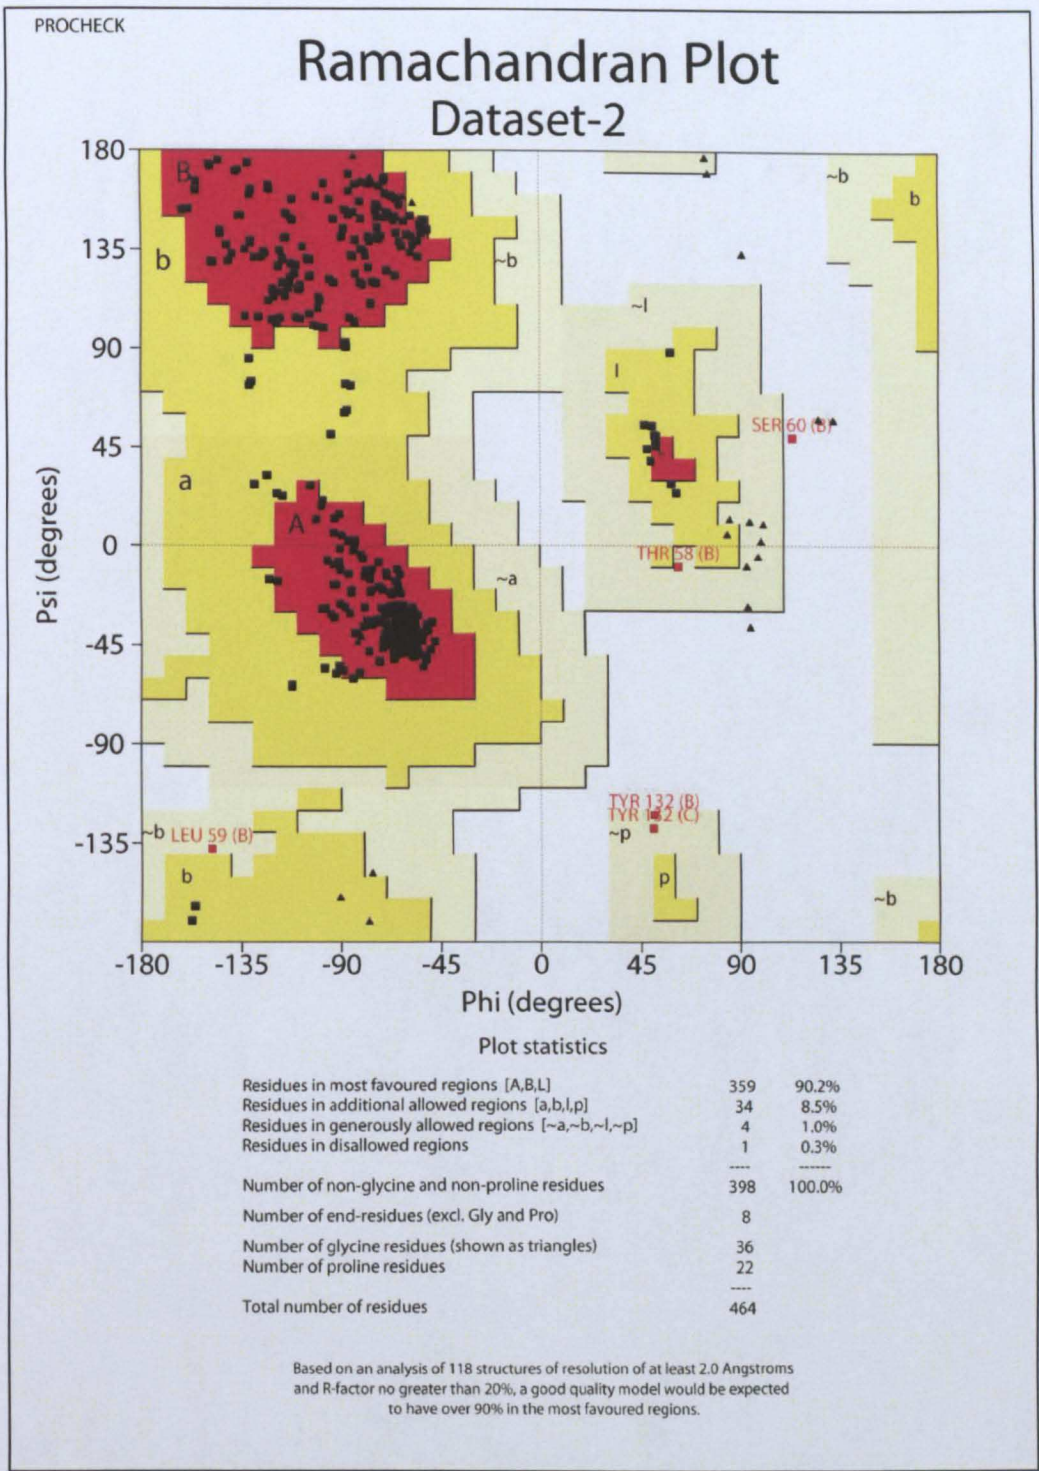 PROCHECK
Ramachandran Plot
Dataset-2
180
135
90
45
0
-45
-90
-135
-180
-135
-90
-45
0
45
90
135
180
Psi (degrees)
Phi (degrees)
B
b
~b
~b
b
~l
l
SER 60 (B)
a
A
THR 58 (B)
~a
TYR 132 (B)
TYR 132 (C)
~b
LEU 59 (B)
~p
b
p
~b
Plot statistics
Residues in most favoured regions [A,B,L] 359 90.2%
Residues in additional allowed regions [a,b,l,p] 34 8.5%
Residues in generously allowed regions [~a,~b,~l,~p] 4 1.0%
Residues in disallowed regions 1 0.3%
---- ------
Number of non-glycine and non-proline residues 398 100.0%
Number of end-residues (excl. Gly and Pro) 8
Number of glycine residues (shown as triangles) 36
Number of proline residues 22
----
Total number of residues 464
Based on an analysis of 118 structures of resolution of at least 2.0 Angstroms
and R-factor no greater than 20%, a good quality model would be expected
to have over 90% in the most favoured regions.